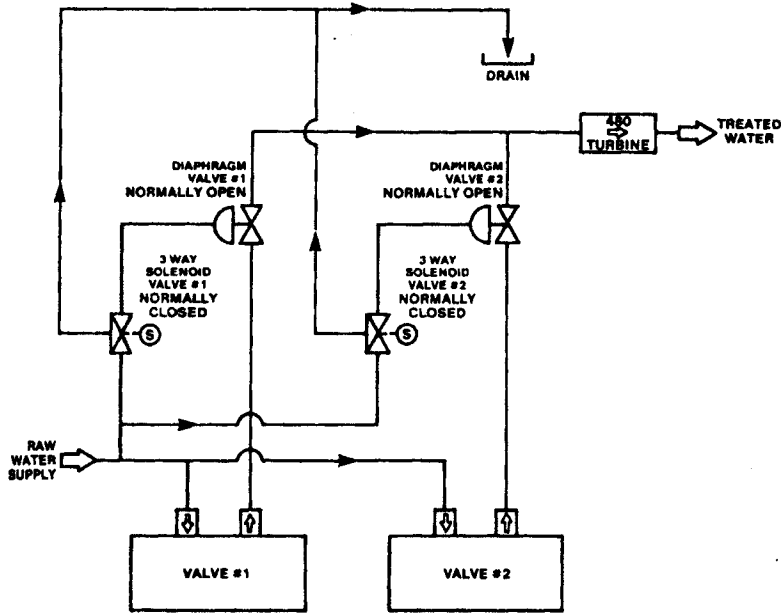 DRAIN
480
TURBINE
TREATED
WATER
DIAPHRAGM
VALVE #1
NORMALLY OPEN
DIAPHRAGM
VALVE #2
NORMALLY OPEN
3 WAY
SOLENOID
VALVE #1
NORMALLY
CLOSED
S
3 WAY
SOLENOID
VALVE #2
NORMALLY
CLOSED
S
RAW
WATER
SUPPLY
VALVE #1
VALVE #2